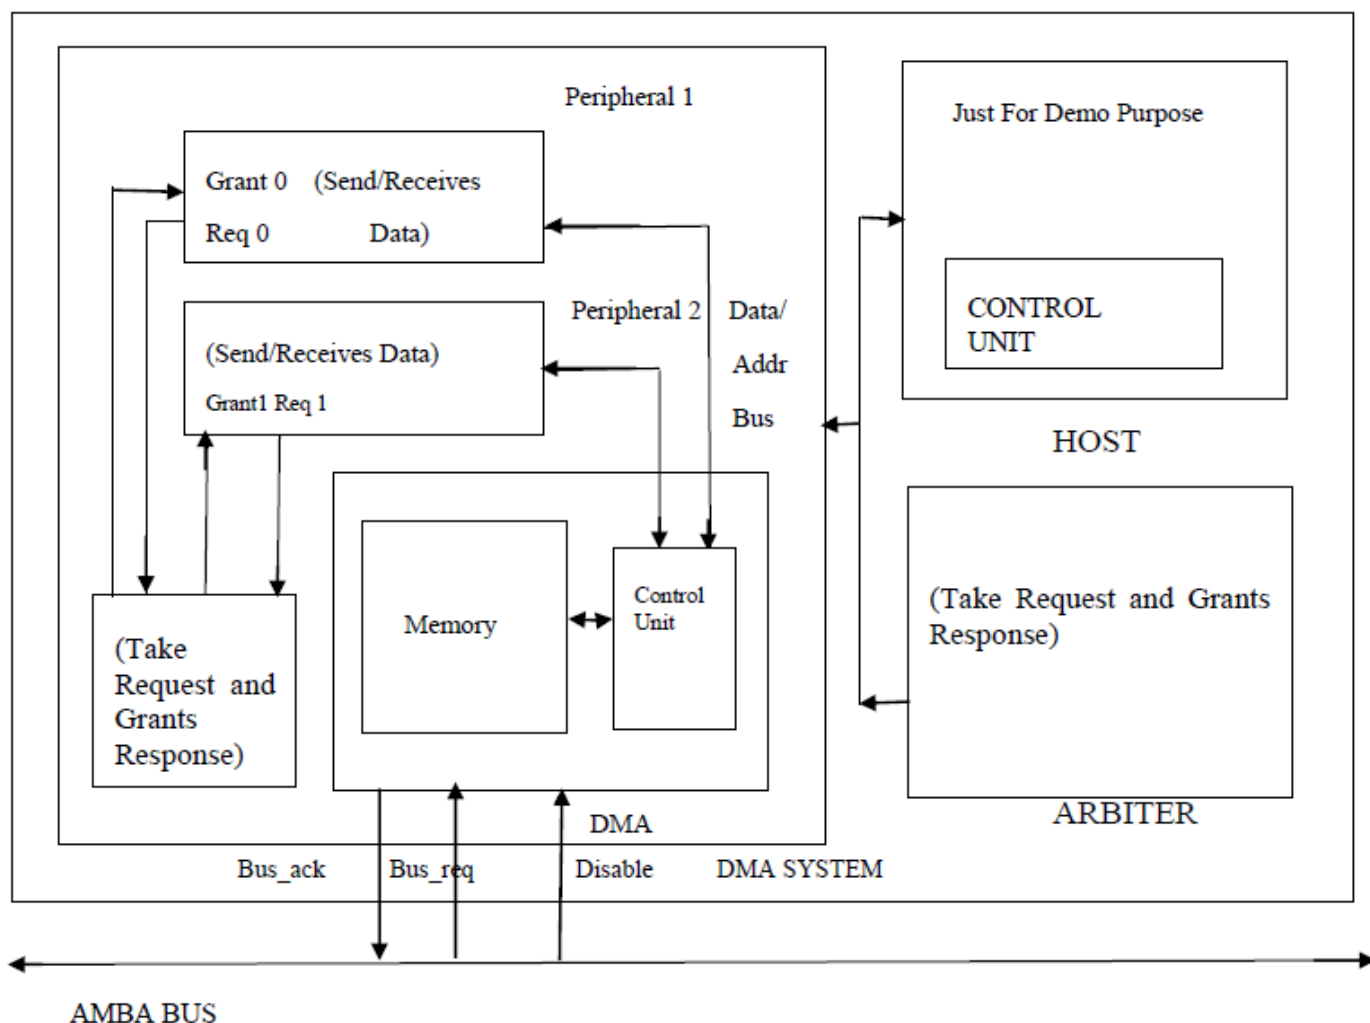 Peripheral 1
Just For Demo Purpose
Grant 0 (Send/Receives
Req 0 Data)
Peripheral 2
Data/
Addr
Bus
CONTROL
UNIT
(Send/Receives Data)
Grant1 Req 1
HOST
Memory
Control
Unit
(Take
Request and
Grants
Response)
(Take Request and Grants
Response)
DMA
ARBITER
Bus_ack
Bus_req
Disable
DMA SYSTEM
AMBA BUS